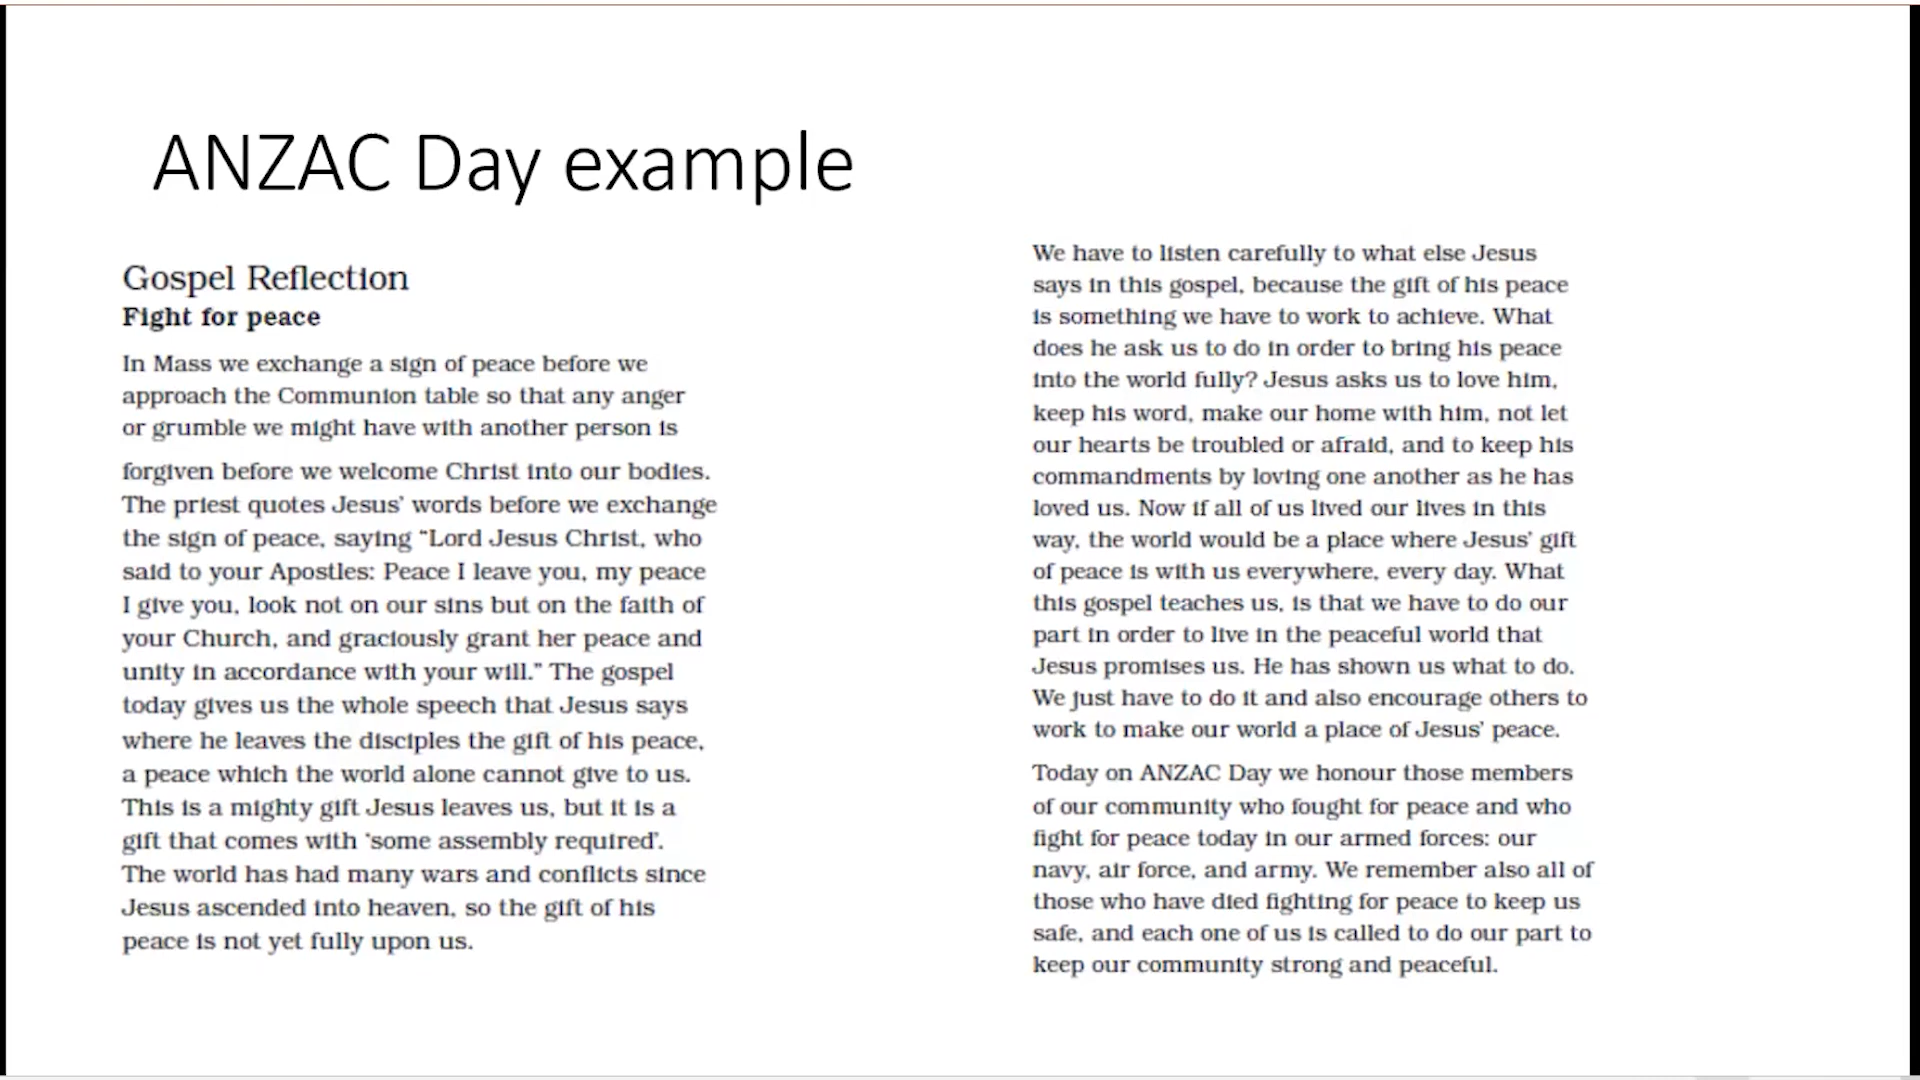 ANZAC Day example
Gospel Reflection
Fight for peace
In Mass we exchange a sign of peace before we
approach the Communion table so that any anger
or grumble we might have with another person is
forgiven before we welcome Christ into our bodies.
The priest quotes Jesus’ words before we exchange
the sign of peace, saying “Lord Jesus Christ, who
said to your Apostles: Peace I leave you, my peace
I give you, look not on our sins but on the faith of
your Church, and graciously grant her peace and
unity in accordance with your will.” The gospel
today gives us the whole speech that Jesus says
where he leaves the disciples the gift of his peace,
a peace which the world alone cannot give to us.
This is a mighty gift Jesus leaves us, but it is a
gift that comes with ‘some assembly required’.
The world has had many wars and conflicts since
Jesus ascended into heaven, so the gift of his
peace is not yet fully upon us.
We have to listen carefully to what else Jesus
says in this gospel, because the gift of his peace
is something we have to work to achieve. What
does he ask us to do in order to bring his peace
into the world fully? Jesus asks us to love him,
keep his word, make our home with him, not let
our hearts be troubled or afraid, and to keep his
commandments by loving one another as he has
loved us. Now if all of us lived our lives in this
way, the world would be a place where Jesus’ gift
of peace is with us everywhere, every day. What
this gospel teaches us, is that we have to do our
part in order to live in the peaceful world that
Jesus promises us. He has shown us what to do.
We just have to do it and also encourage others to
work to make our world a place of Jesus’ peace.
Today on ANZAC Day we honour those members
of our community who fought for peace and who
fight for peace today in our armed forces: our
navy, air force, and army. We remember also all of
those who have died fighting for peace to keep us
safe, and each one of us is called to do our part to
keep our community strong and peaceful.